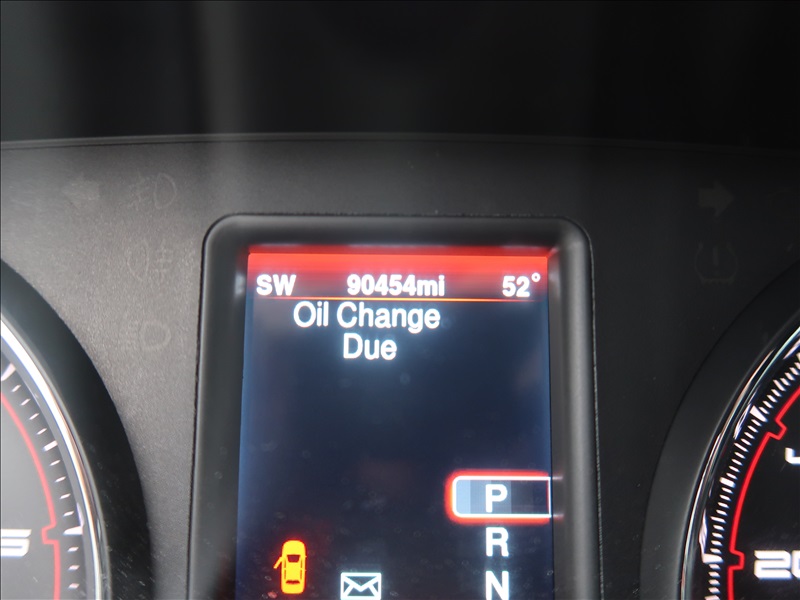 SW 90454mi 52°
Oil Change
Due
P
R
N